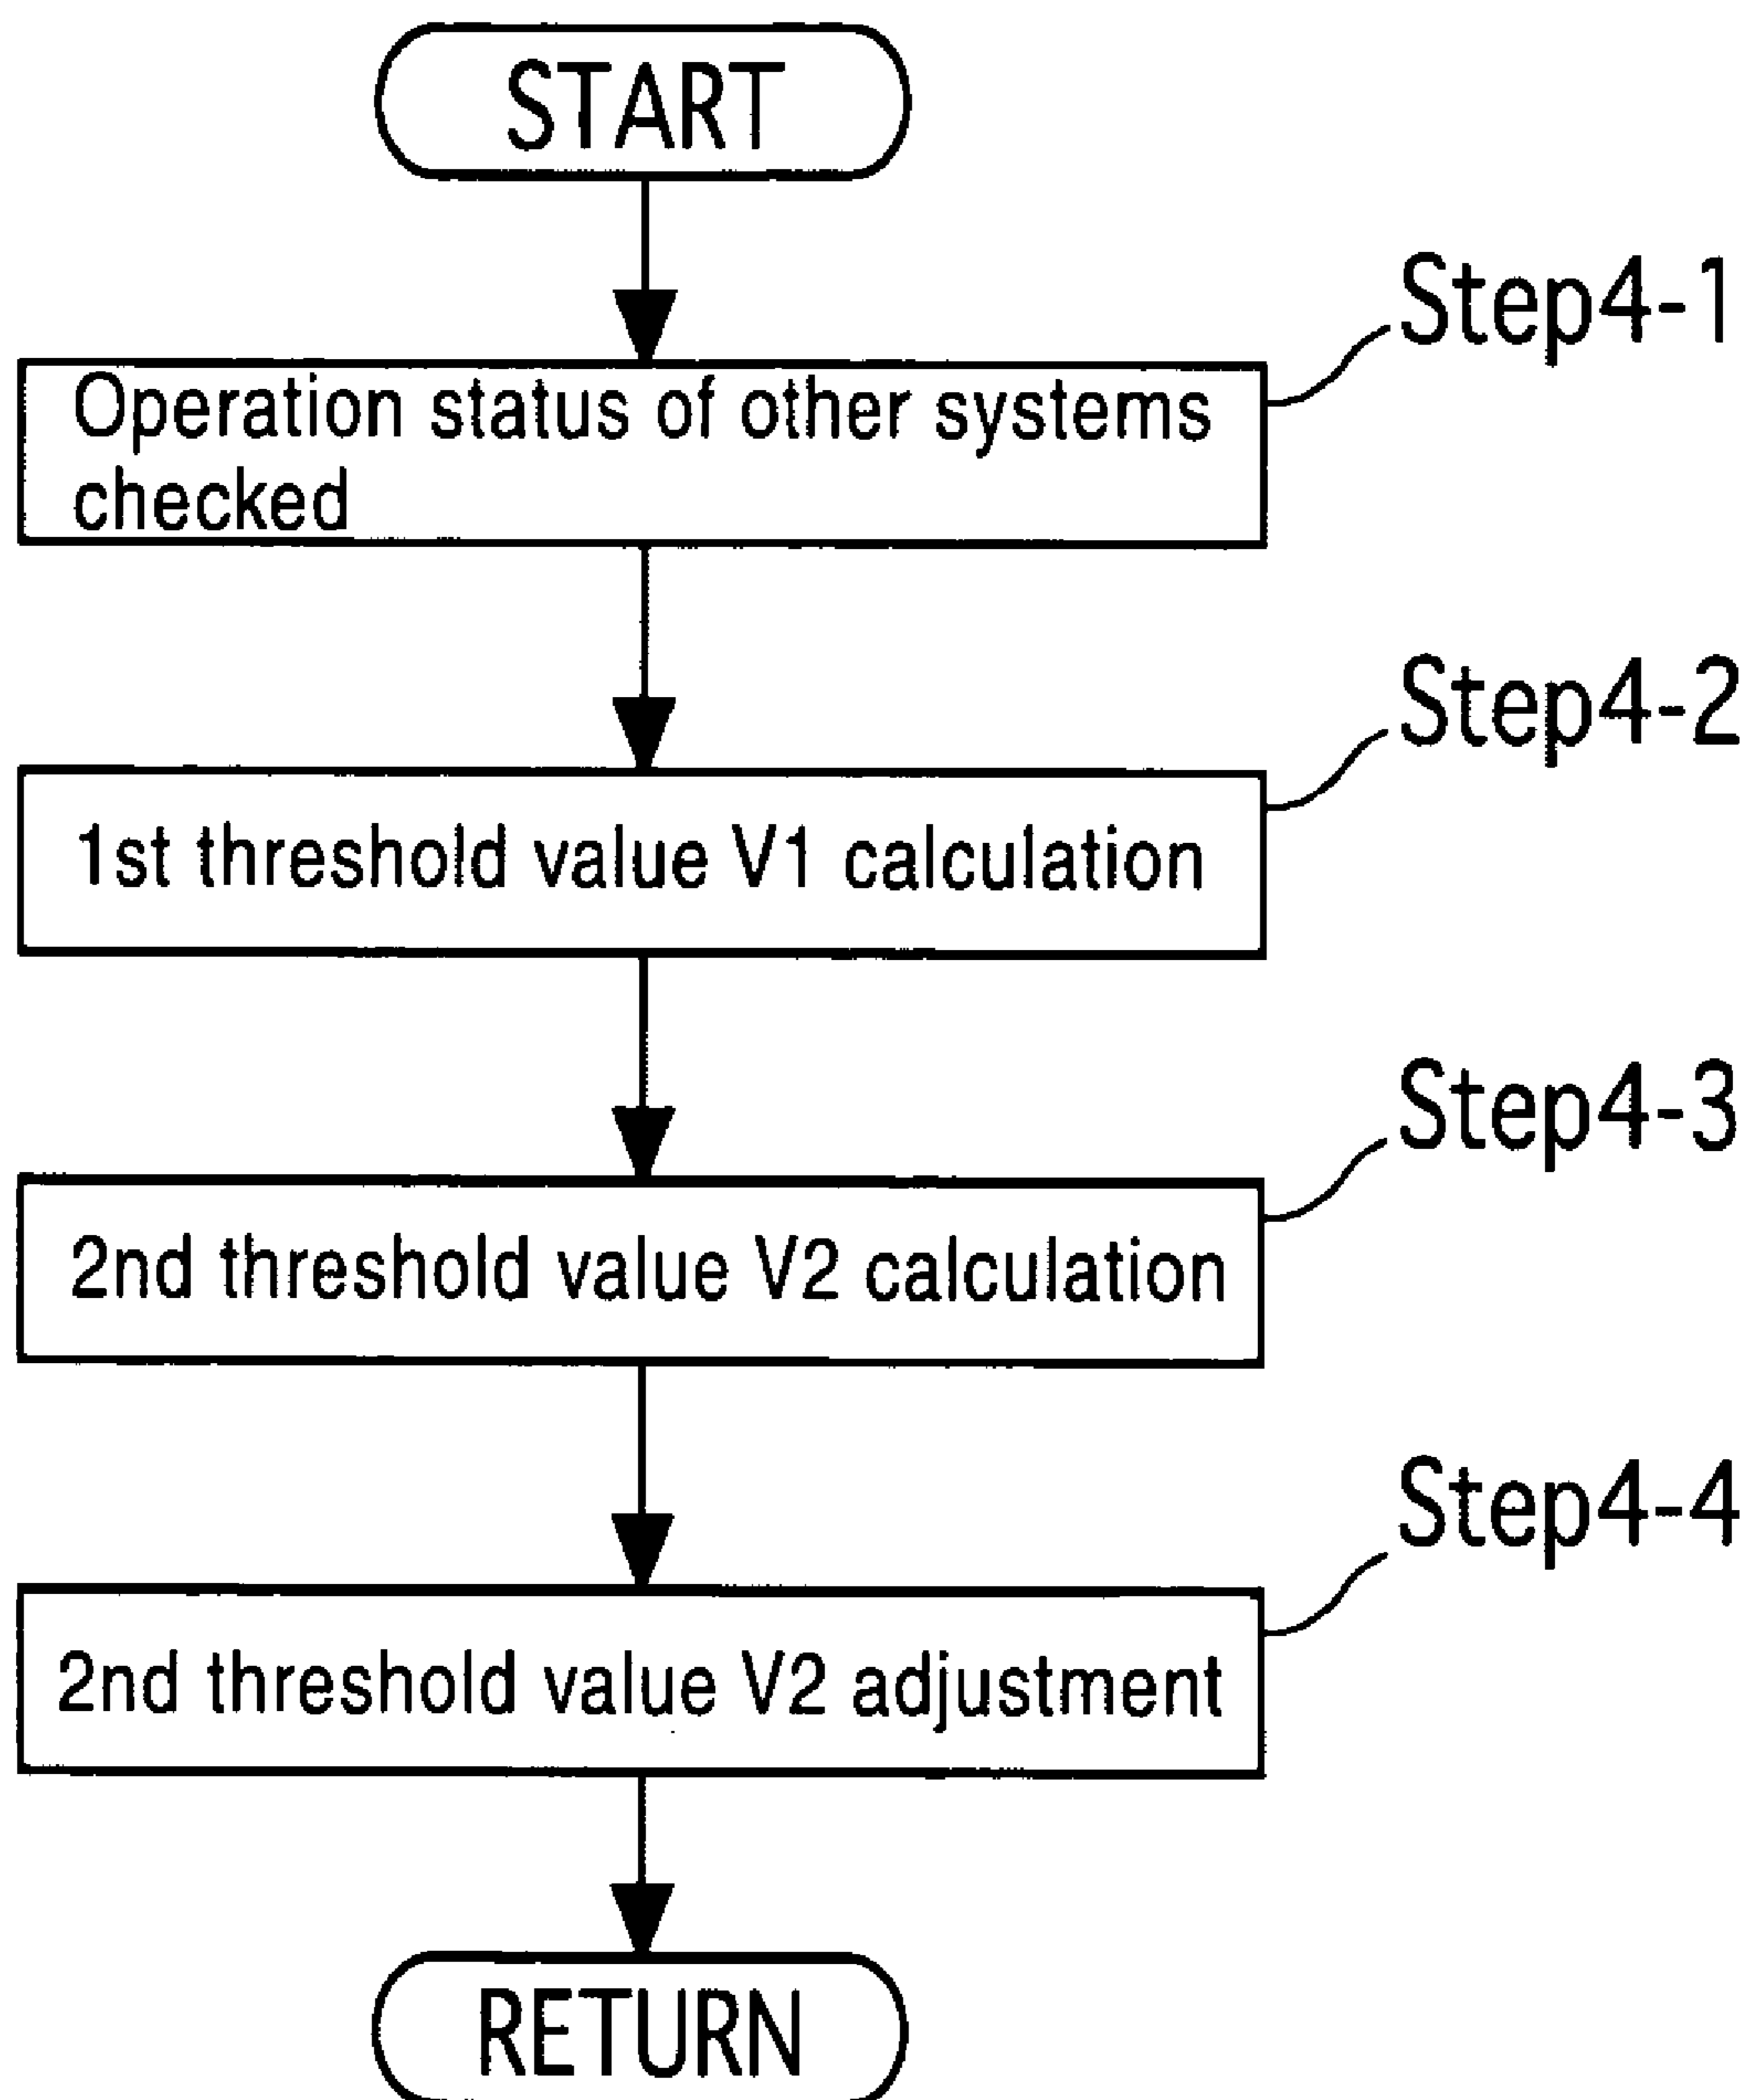 START
Step4-1
Operation status of other systems
checked
Step4-2
1st threshold value V1 calculation
Step4-3
2nd threshold value V2 calculation
Step4-4
2nd threshold value V2 adjustment
RETURN